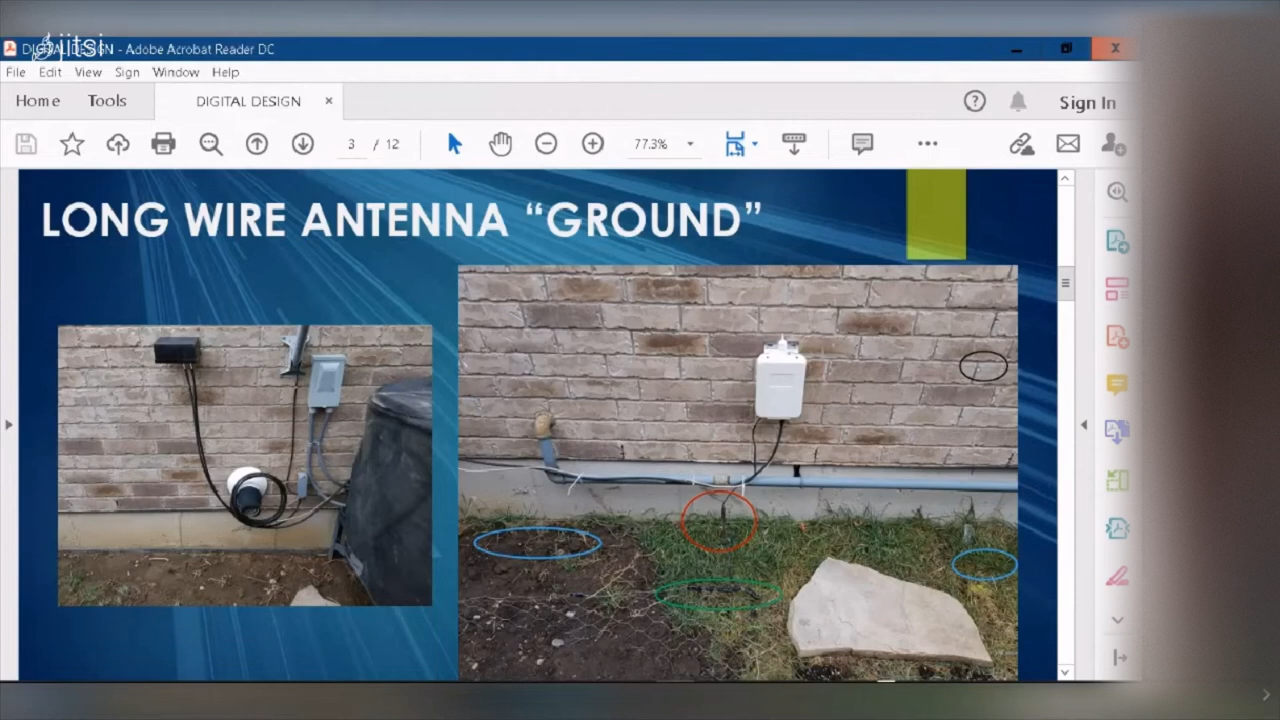 jitsi
DIGITAL DESIGN - Adobe Acrobat Reader DC
File Edit View Sign Window Help
Home Tools DIGITAL DESIGN × Sign In
3 / 12 77.3%
LONG WIRE ANTENNA “GROUND”